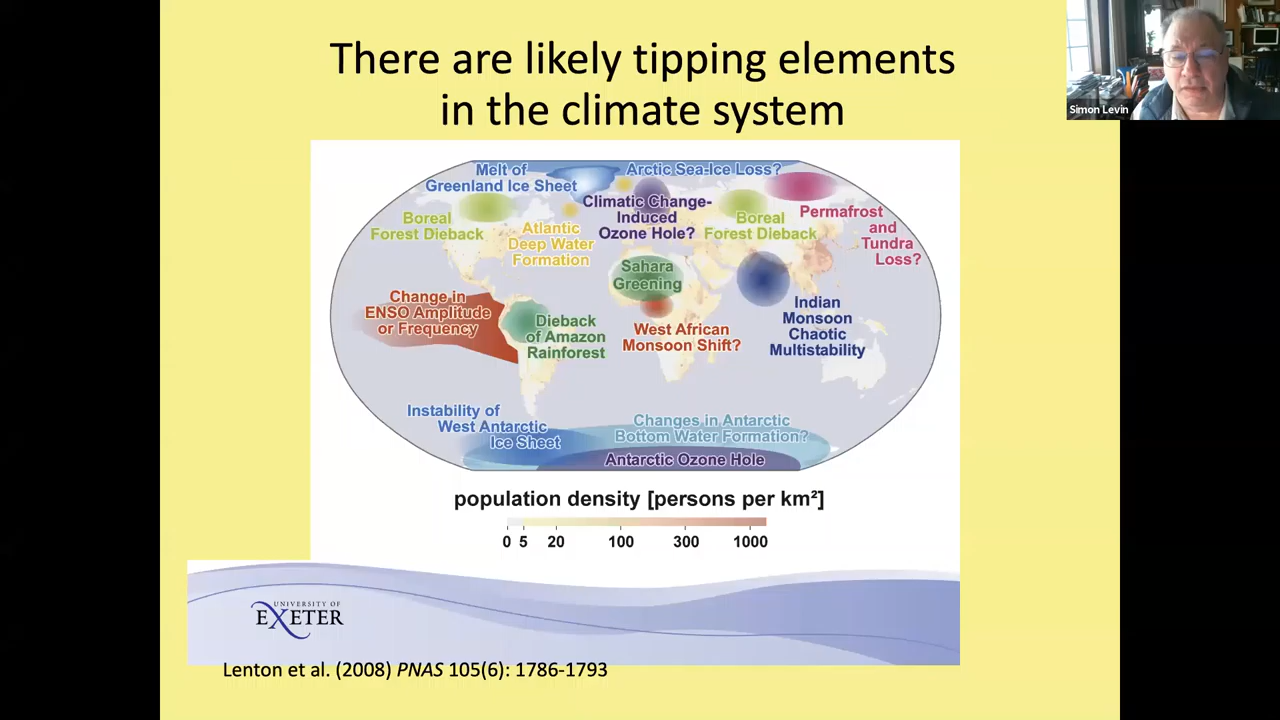 There are likely tipping elements
in the climate system
Simon Levin
Melt of
Greenland Ice Sheet
Arctic Sea-Ice Loss?
Climatic Change-
Induced
Ozone Hole?
Boreal
Forest Dieback
Atlantic
Deep Water
Formation
Boreal
Forest Dieback
Permafrost
and
Tundra
Loss?
Sahara
Greening
Change in
ENSO Amplitude
or Frequency
Dieback
of Amazon
Rainforest
West African
Monsoon Shift?
Indian
Monsoon
Chaotic
Multistability
Instability of
West Antarctic
Ice Sheet
Changes in Antarctic
Bottom Water Formation?
Antarctic Ozone Hole
population density [persons per km²]
0 5 20 100 300 1000
UNIVERSITY OF
EXETER
Lenton et al. (2008) PNAS 105(6): 1786-1793